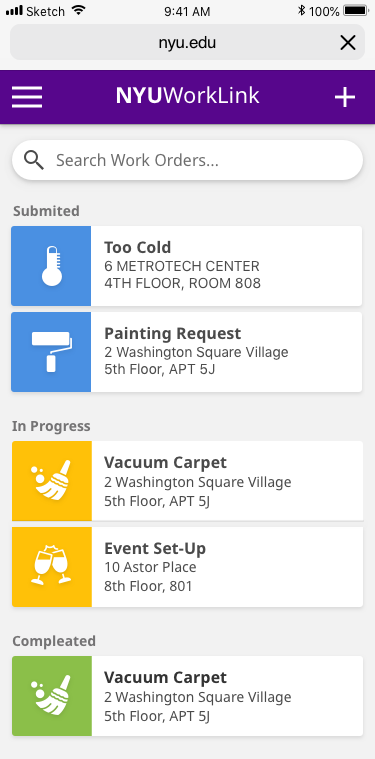 Sketch 9:41 AM 100%
nyu.edu
NYUWorkLink
Search Work Orders...
Submited
Too Cold
6 METROTECH CENTER
4TH FLOOR, ROOM 808
Painting Request
2 Washington Square Village
5th Floor, APT 5J
In Progress
Vacuum Carpet
2 Washington Square Village
5th Floor, APT 5J
Event Set-Up
10 Astor Place
8th Floor, 801
Compleated
Vacuum Carpet
2 Washington Square Village
5th Floor, APT 5J